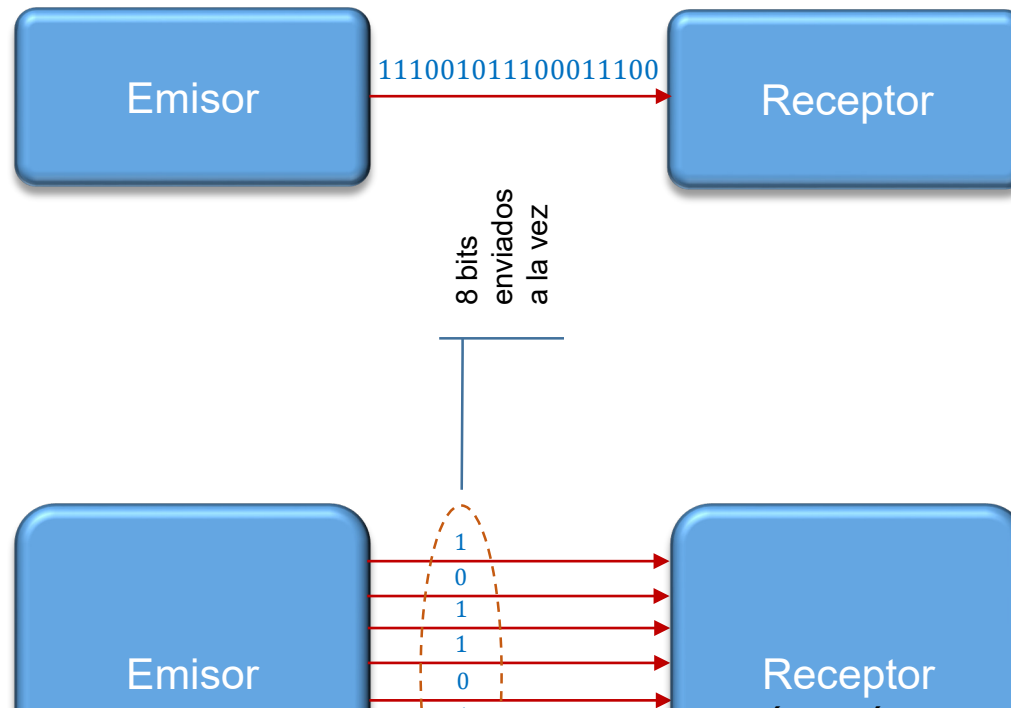 Emisor
111001011100011100
Receptor
8 bits
enviados
a la vez
1
0
1
1
0
Emisor
Receptor